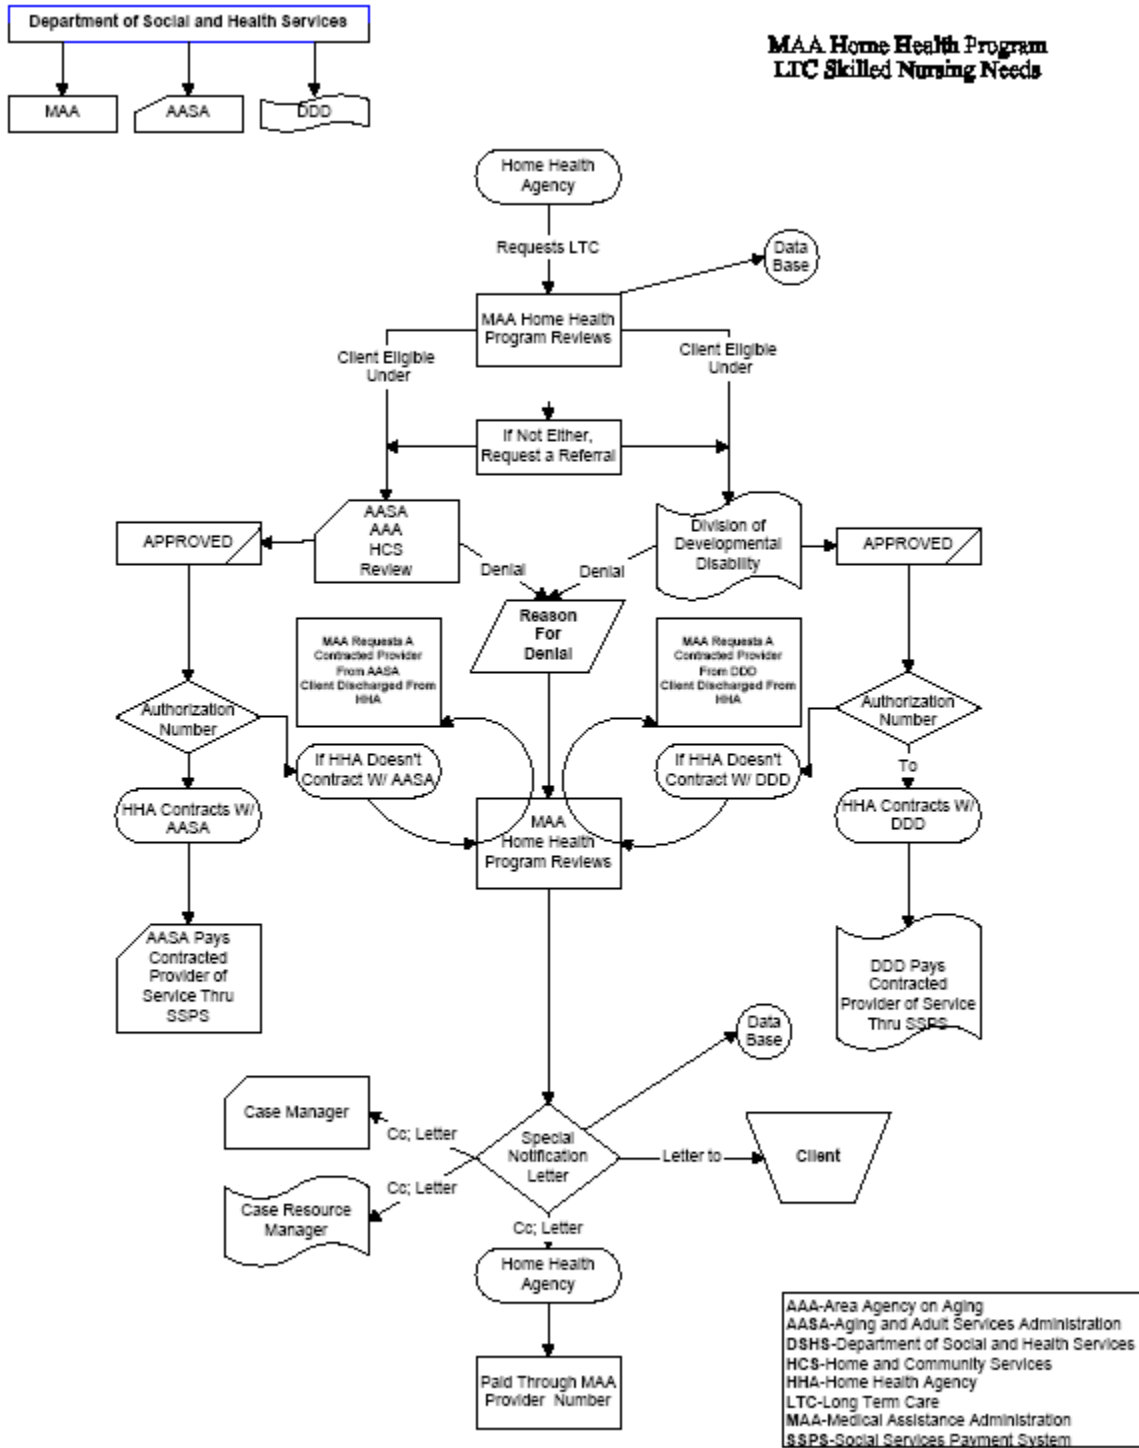 Department of Social and Health Services
MAA Home Health Program
LTC Skilled Nursing Needs
MAA
AASA
DDD
Home Health
Agency
Requests LTC
Data
Base
MAA Home Health
Program Reviews
Client Eligible
Under
Client Eligible
Under
If Not Either,
Request a Referral
AASA
AAA
HCS
Review
Division of
Developmental
Disability
APPROVED
APPROVED
Denial
Denial
Reason
For
Denial
MAA Requests A
Contracted Provider
From AASA
Client Discharged From
HHA
MAA Requests A
Contracted Provider
From DDD
Client Discharged From
HHA
Authorization
Number
Authorization
Number
If HHA Doesn't
Contract W/ AASA
If HHA Doesn't
Contract W/ DDD
To
HHA Contracts W/
AASA
MAA
Home Health
Program Reviews
HHA Contracts W/
DDD
AASA Pays
Contracted
Provider of
Service Thru
SSPS
DDD Pays
Contracted
Provider of Service
Thru SSPS
Data
Base
Case Manager
Cc; Letter
Special
Notification
Letter
Letter to
Client
Cc; Letter
Case Resource
Manager
Cc; Letter
Home Health
Agency
Paid Through MAA
Provider Number
AAA-Area Agency on Aging
AASA-Aging and Adult Services Administration
DSHS-Department of Social and Health Services
HCS-Home and Community Services
HHA-Home Health Agency
LTC-Long Term Care
MAA-Medical Assistance Administration
SSPS-Social Services Payment System